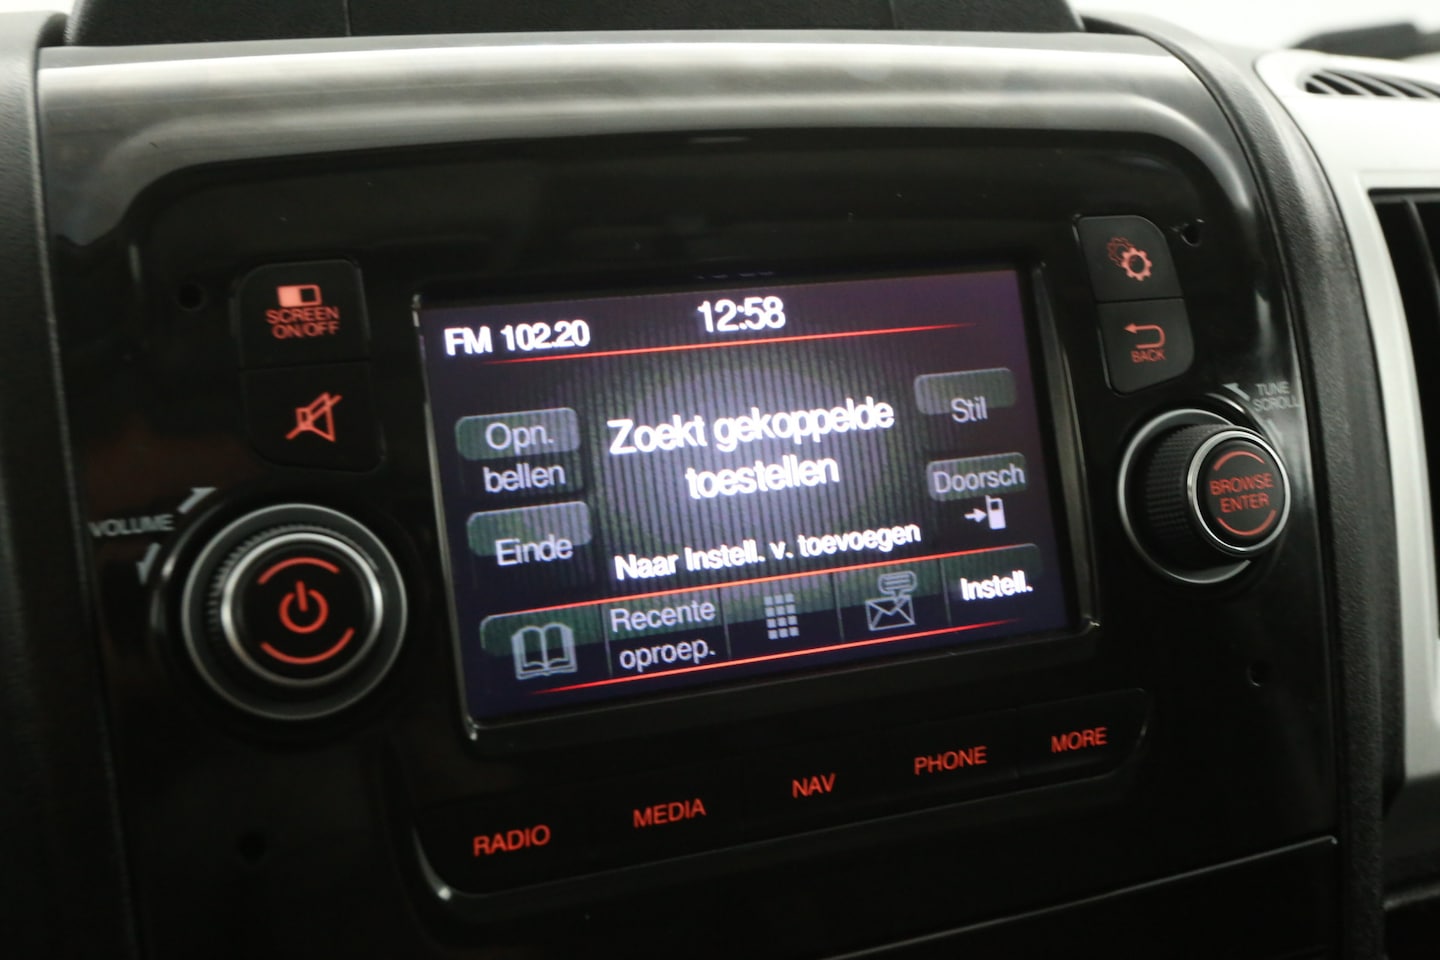 SCREEN
ON/OFF
VOLUME
FM 102.20
12:58
Opn.
bellen
Einde
Zoekt gekoppelde
toestellen
Naar Instell. v. toevoegen
Stil
Doorsch
Recente
oproep.
Instell.
BACK
TUNE
SCROLL
BROWSE
ENTER
RADIO
MEDIA
NAV
PHONE
MORE